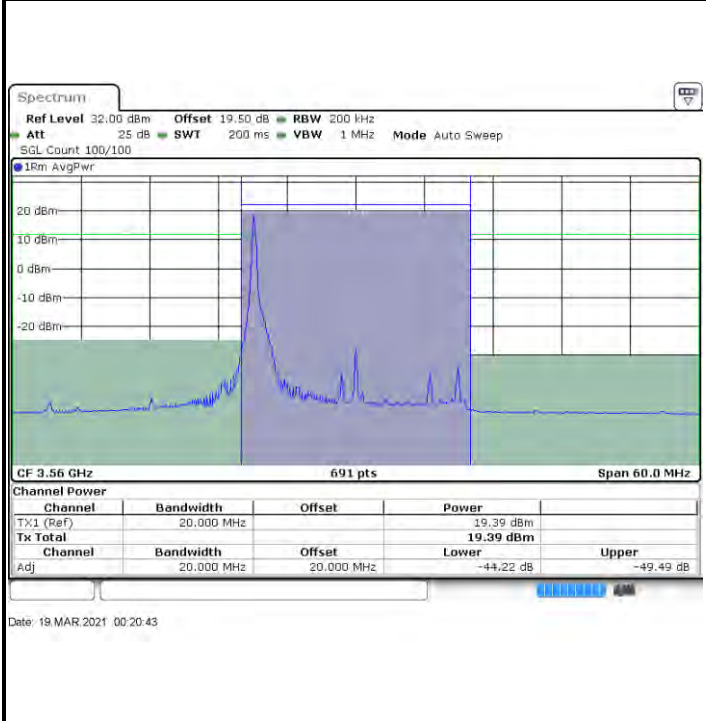 Spectrum
Ref Level 32.00 dBm Offset 19.50 dB RBW 200 kHz
Att 25 dB SWT 200 ms VBW 1 MHz Mode Auto Sweep
SGL Count 100/100
1Rm AvgPwr
20 dBm
10 dBm
0 dBm
-10 dBm
-20 dBm
CF 3.56 GHz 691 pts Span 60.0 MHz
Channel Power
Channel Bandwidth Offset Power
TX1 (Ref) 20.000 MHz 19.39 dBm
Tx Total 19.39 dBm
Channel Bandwidth Offset Lower Upper
Adj 20.000 MHz 20.000 MHz -44.22 dB -49.49 dB
Date: 19.MAR.2021 00:20:43